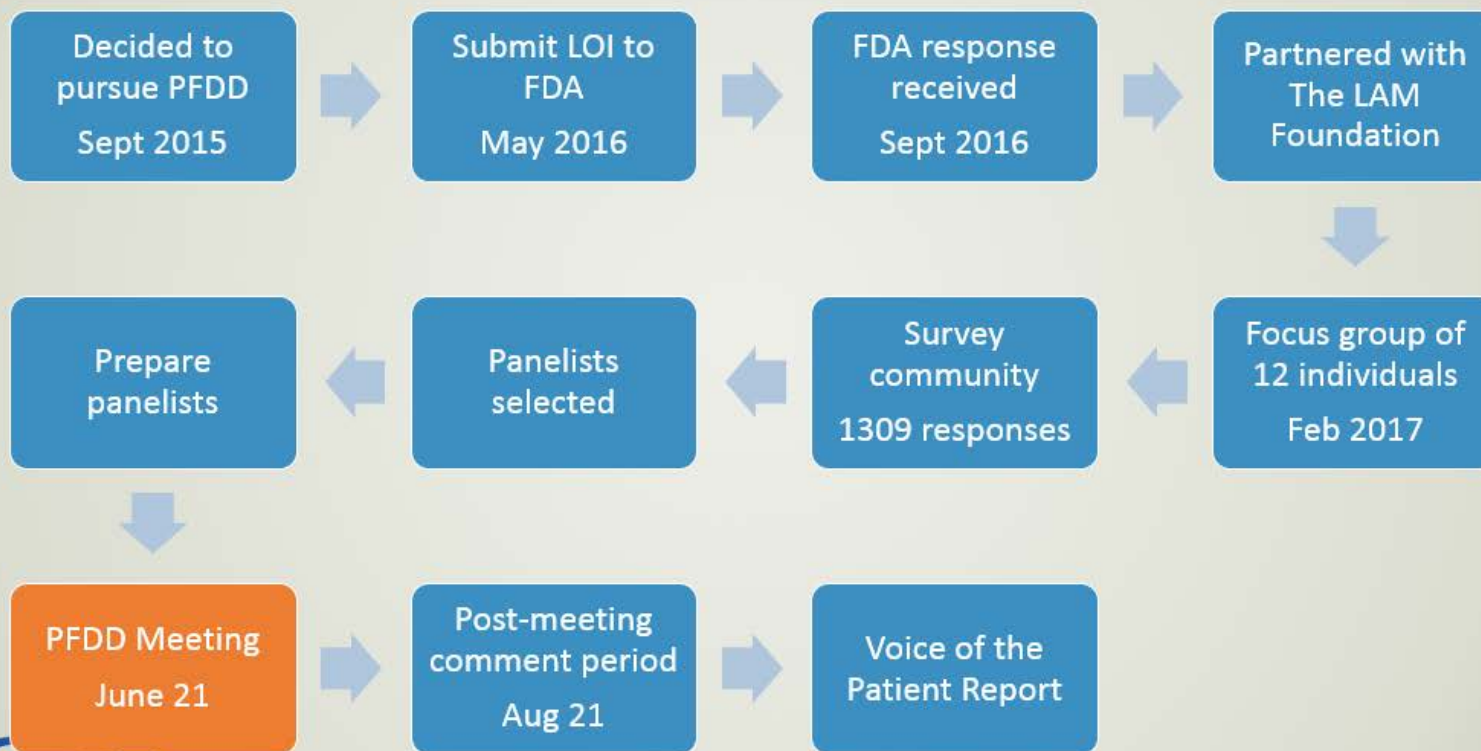 Decided to
pursue PFDD
Sept 2015
Submit LOI to
FDA
May 2016
FDA response
received
Sept 2016
Partnered with
The LAM
Foundation
Focus group of
12 individuals
Feb 2017
Survey
community
1309 responses
Panelists
selected
Prepare
panelists
PFDD Meeting
June 21
Post-meeting
comment period
Aug 21
Voice of the
Patient Report